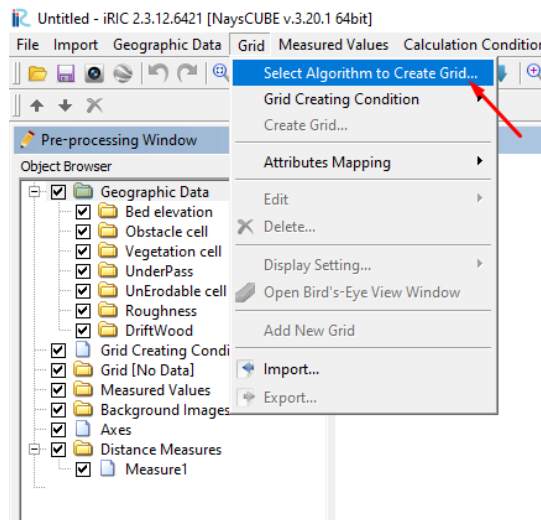 Untitled - iRIC 2.3.12.6421 [NaysCUBE v.3.20.1 64bit]
File Import Geographic Data Grid Measured Values Calculation Condition
Select Algorithm to Create Grid...
Grid Creating Condition
Create Grid...
Attributes Mapping
Edit
Delete...
Display Setting...
Open Bird's-Eye View Window
Add New Grid
Import...
Export...
Pre-processing Window
Object Browser
Geographic Data
Bed elevation
Obstacle cell
Vegetation cell
UnderPass
UnErodable cell
Roughness
DriftWood
Grid Creating Condi
Grid [No Data]
Measured Values
Background Images
Axes
Distance Measures
Measure1